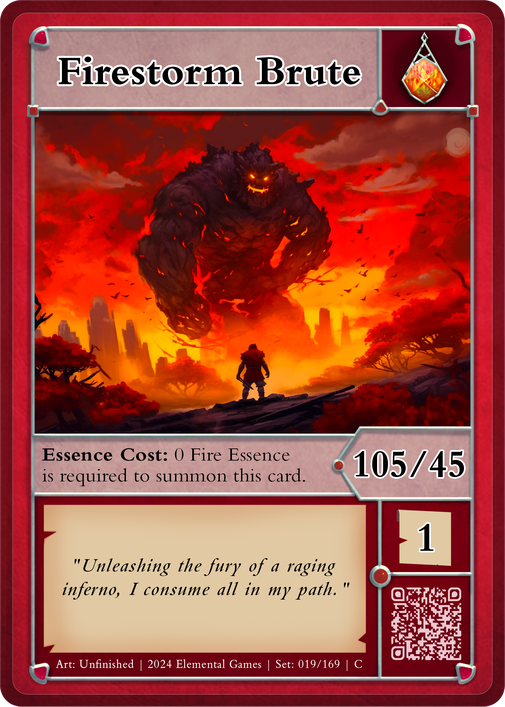 Firestorm Brute
Essence Cost: 0 Fire Essence
is required to summon this card.
105/45
"Unleashing the fury of a raging
inferno, I consume all in my path."
1
Art: Unfinished | 2024 Elemental Games | Set: 019/169 | C